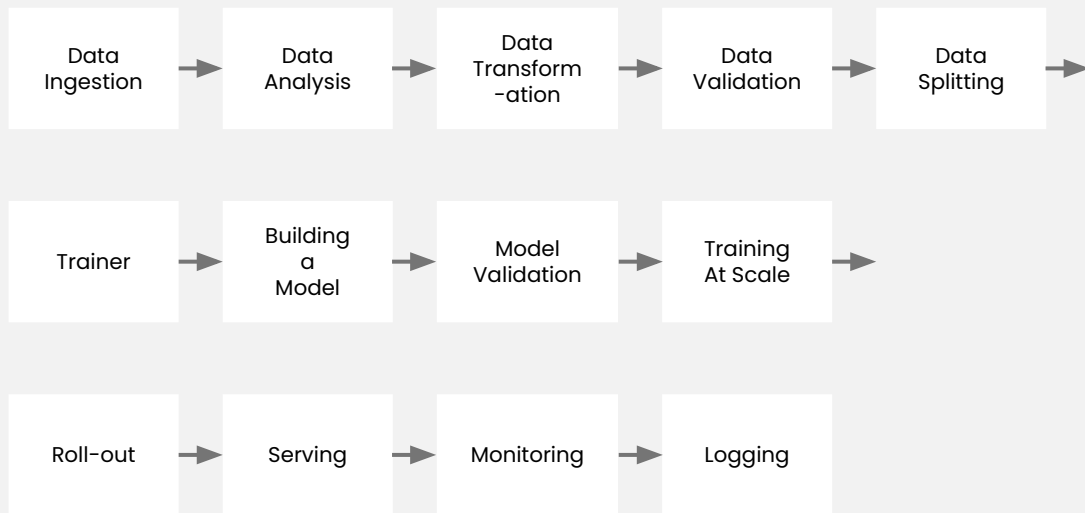 Data
Ingestion
Data
Analysis
Data
Transform
-ation
Data
Validation
Data
Splitting
Trainer
Building
a
Model
Model
Validation
Training
At Scale
Roll-out
Serving
Monitoring
Logging